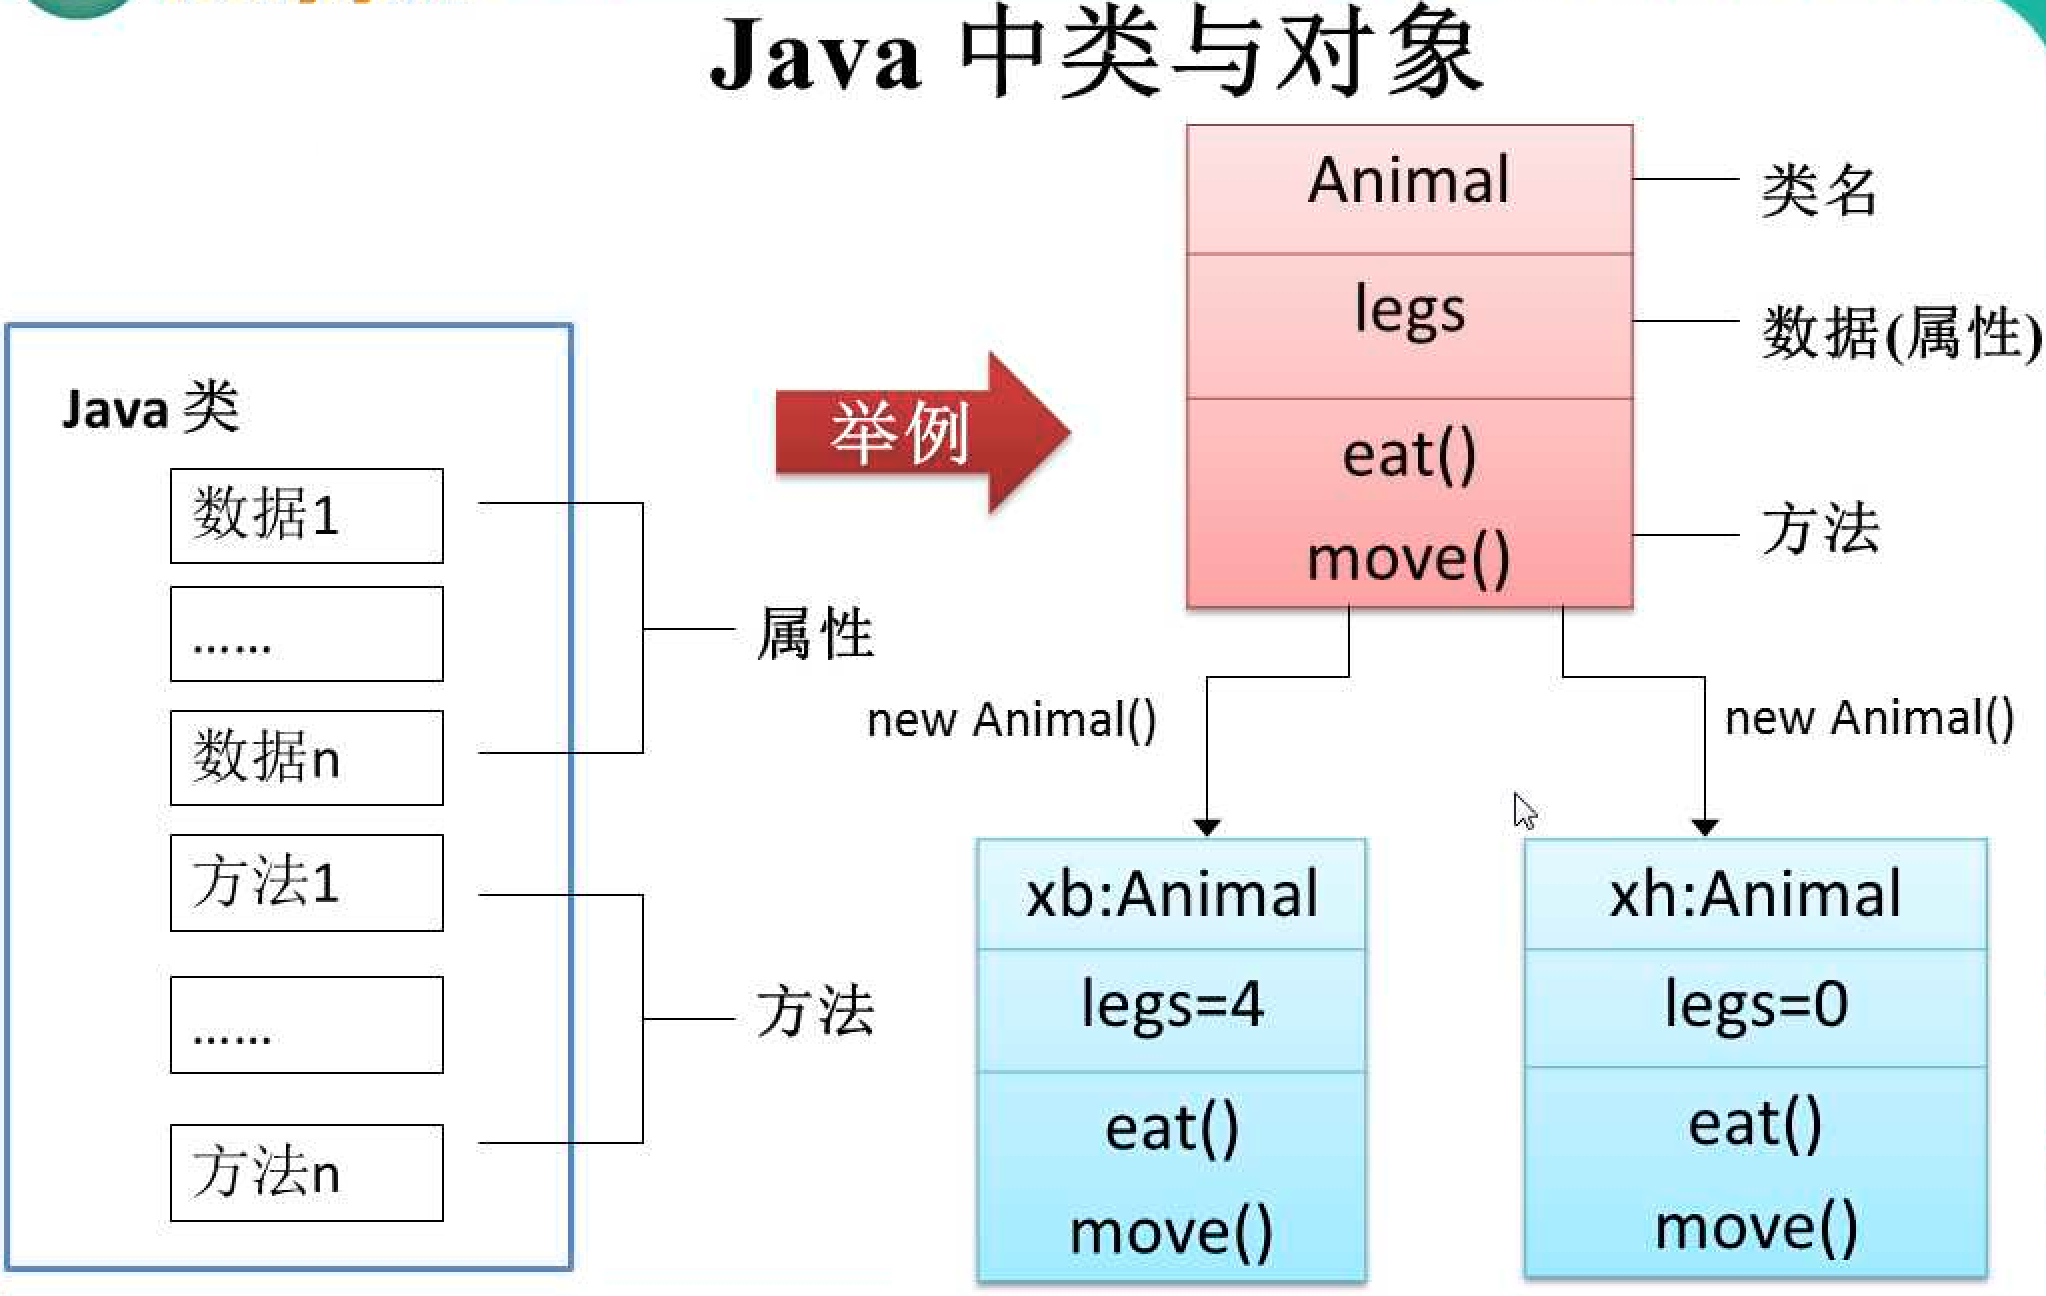 Java 中类与对象
Java 类
数据1
......
数据n
方法1
......
方法n
属性
方法
举例
Animal
legs
eat()
move()
类名
数据(属性)
方法
new Animal()
new Animal()
xb:Animal
legs=4
eat()
move()
xh:Animal
legs=0
eat()
move()